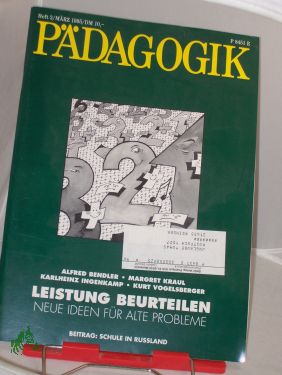 Heft 3/MÄRZ 1995/DM 10,-
P 8451 E
PÄDAGOGIK
ALFRED BENDLER · MARGRET KRAUL
KARLHEINZ INGENKAMP · KURT VOGELSBERGER
LEISTUNG BEURTEILEN
NEUE IDEEN FÜR ALTE PROBLEME
BEITRAG: SCHULE IN RUSSLAND